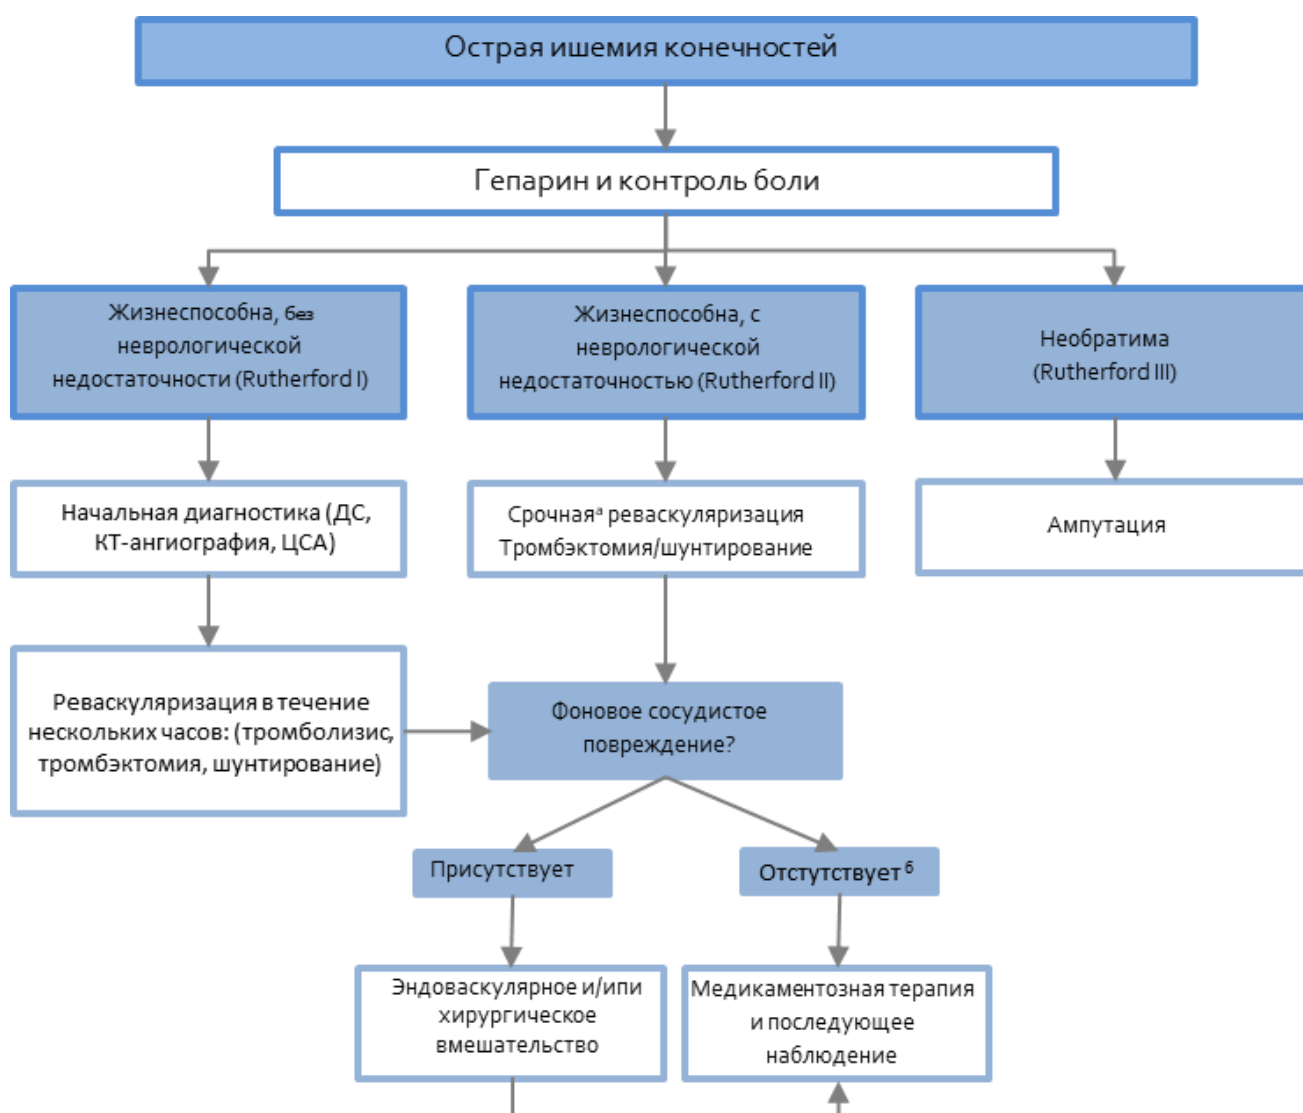 Острая ишемия конечностей
Гепарин и контроль боли
Жизнеспособна, без
неврологической
недостаточности (Rutherford I)
Жизнеспособна, с
неврологической
недостаточностью (Rutherford II)
Необратима
(Rutherford III)
Начальная диагностика (ДС,
КТ-ангиография, ЦСА)
Срочнаяᵃ реваскуляризация
Тромбэктомия/шунтирование
Ампутация
Реваскуляризация в течение
нескольких часов: (тромболизис,
тромбэктомия, шунтирование)
Фоновое сосудистое
повреждение?
Присутствует
Отстутствует б
Эндоваскулярное и/ипи
хирургическое
вмешательство
Медикаментозная терапия
и последующее
наблюдение